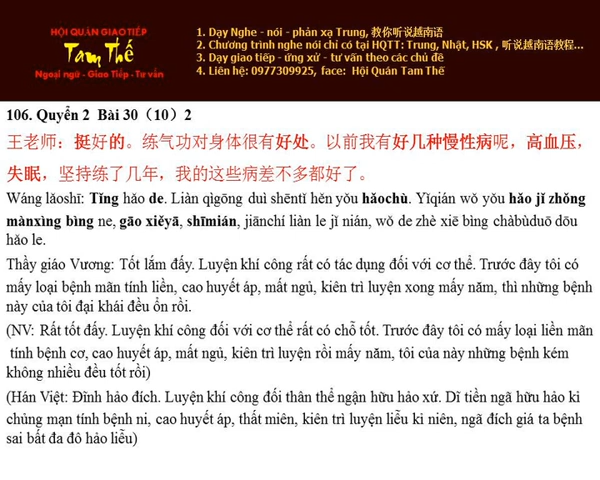 HỘI QUÁN GIAO TIẾP
Tam Thế
Ngoại ngữ - Giao Tiếp - Tư vấn
1. Dạy Nghe - nói - phản xạ Trung, 教你听说越南语
2. Chương trình nghe nói chỉ có tại HQTT: Trung, Nhật, HSK , 听说越南语教程...
3. Dạy giao tiếp - ứng xử - tư vấn theo các chủ đề
4. Liên hệ: 0977309925, face: Hội Quán Tam Thế
106. Quyển 2 Bài 30（10）2
王老师：挺好的。练气功对身体很有好处。以前我有好几种慢性病呢，高血压，
失眠，坚持练了几年，我的这些病差不多都好了。
Wáng lǎoshī: Tǐng hǎo de. Liàn qìgōng duì shēntǐ hěn yǒu hǎochù. Yǐqián wǒ yǒu hǎo jǐ zhǒng
mànxìng bìng ne, gāo xiěyā, shīmián, jiānchí liàn le jǐ nián, wǒ de zhè xiē bìng chàbùduō dōu
hǎo le.
Thầy giáo Vương: Tốt lắm đấy. Luyện khí công rất có tác dụng đối với cơ thể. Trước đây tôi có
mấy loại bệnh mãn tính liền, cao huyết áp, mất ngủ, kiên trì luyện xong mấy năm, thì những bệnh
này của tôi đại khái đều ổn rồi.
(NV: Rất tốt đấy. Luyện khí công đối với cơ thể rất có chỗ tốt. Trước đây tôi có mấy loại liền mãn
tính bệnh cơ, cao huyết áp, mất ngủ, kiên trì luyện rồi mấy năm, tôi của này những bệnh kém
không nhiều đều tốt rồi)
(Hán Việt: Đĩnh hảo đích. Luyện khí công đối thân thể ngận hữu hảo xứ. Dĩ tiền ngã hữu hảo kỉ
chủng mạn tính bệnh ni, cao huyết áp, thất miên, kiên trì luyện liễu kỉ niên, ngã đích giá ta bệnh
sai bất đa đô hảo liễu)